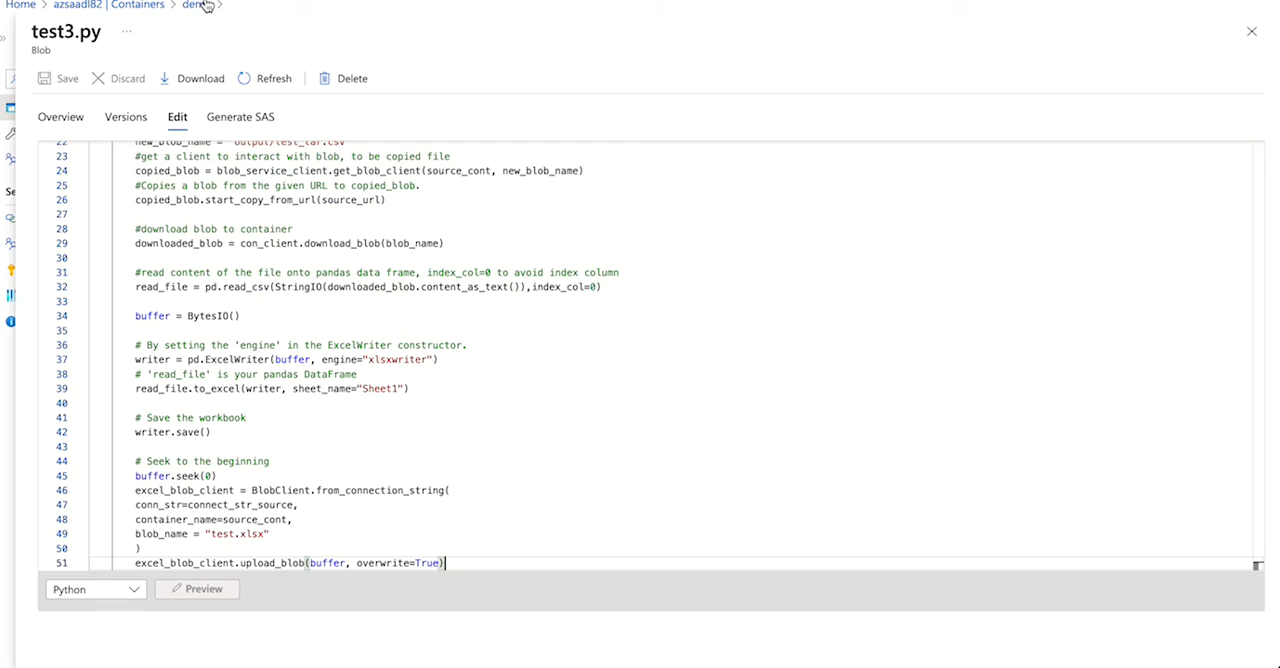 Home > azsaadl82 | Containers > dem >
test3.py ...
Blob
Save Discard Download Refresh Delete
Overview Versions Edit Generate SAS
22 new_blob_name = "output/test_tar.csv"
23 #get a client to interact with blob, to be copied file
24 copied_blob = blob_service_client.get_blob_client(source_cont, new_blob_name)
25 #Copies a blob from the given URL to copied_blob.
26 copied_blob.start_copy_from_url(source_url)
27
28 #download blob to container
29 downloaded_blob = con_client.download_blob(blob_name)
30
31 #read content of the file onto pandas data frame, index_col=0 to avoid index column
32 read_file = pd.read_csv(StringIO(downloaded_blob.content_as_text()),index_col=0)
33
34 buffer = BytesIO()
35
36 # By setting the 'engine' in the ExcelWriter constructor.
37 writer = pd.ExcelWriter(buffer, engine="xlsxwriter")
38 # 'read_file' is your pandas DataFrame
39 read_file.to_excel(writer, sheet_name="Sheet1")
40
41 # Save the workbook
42 writer.save()
43
44 # Seek to the beginning
45 buffer.seek(0)
46 excel_blob_client = BlobClient.from_connection_string(
47 conn_str=connect_str_source,
48 container_name=source_cont,
49 blob_name = "test.xlsx"
50 )
51 excel_blob_client.upload_blob(buffer, overwrite=True)
Python Preview